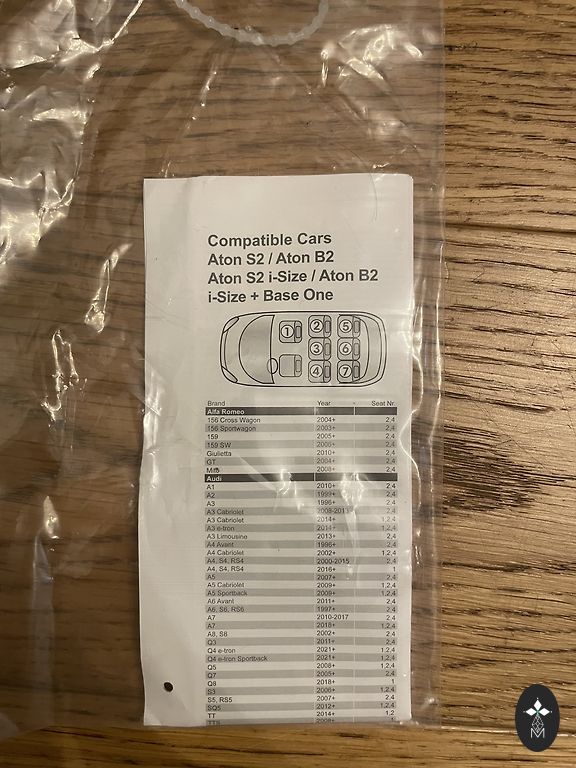 Compatible Cars
Aton S2 / Aton B2
Aton S2 i-Size / Aton B2
i-Size + Base One
1 2 5
3 6
4 7
Brand Year - Seat Nr.
Alfa Romeo
156 Cross Wagon 2004+ 2,4
156 Sportwagon 2003+ 2,4
159 2005+ 2,4
159 SW 2006+ 2,4
Giulietta 2010+ 2,4
GT 2004+ 2,4
Mito 2008+ 2,4
Audi
A1 2010+ 2,4
A2 1999+ 2,4
A3 1996+ 2,4
A3 Cabriolet 2008-2013 2,4
A3 Cabriolet 2014+ 1,2,4
A3 e-tron 2014+ 1,2,4
A3 Limousine 2013+ 2,4
A4 Avant 1996+ 2,4
A4 Cabriolet 2002+ 1,2,4
A4, S4, RS4 2000-2015 2,4
A4, S4, RS4 2016+ 1
A5 2007+ 2,4
A5 Cabriolet 2009+ 1,2,4
A5 Sportback 2009+ 1,2,4
A6 Avant 2011+ 2,4
A6, S6, RS6 1997+ 2,4
A7 2010-2017 2,4
A7 2018+ 1,2,4
A8, S8 2002+ 2,4
Q3 2011+ 2,4
Q4 e-tron 2021+ 1,2,4
Q4 e-tron Sportback 2021+ 1,2,4
Q5 2008+ 1,2,4
Q7 2005+ 2,4
Q8 2018+ 1
S3 2006+ 1,2,4
S5, RS5 2007+ 2,4
SQ5 2012+ 1,2,4
TT 2014+ 1,2
TTS 2008+ 1
M